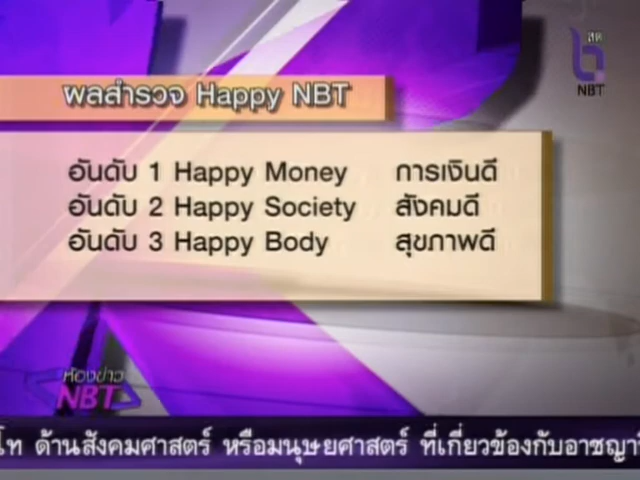 สด
NBT
ผลสำรวจ Happy NBT
อันดับ 1 Happy Money การเงินดี
อันดับ 2 Happy Society สังคมดี
อันดับ 3 Happy Body สุขภาพดี
ห้องข่าว
NBT
โท ด้านสังคมศาสตร์ หรือมนุษยศาสตร์ ที่เกี่ยวข้องกับอาชญา